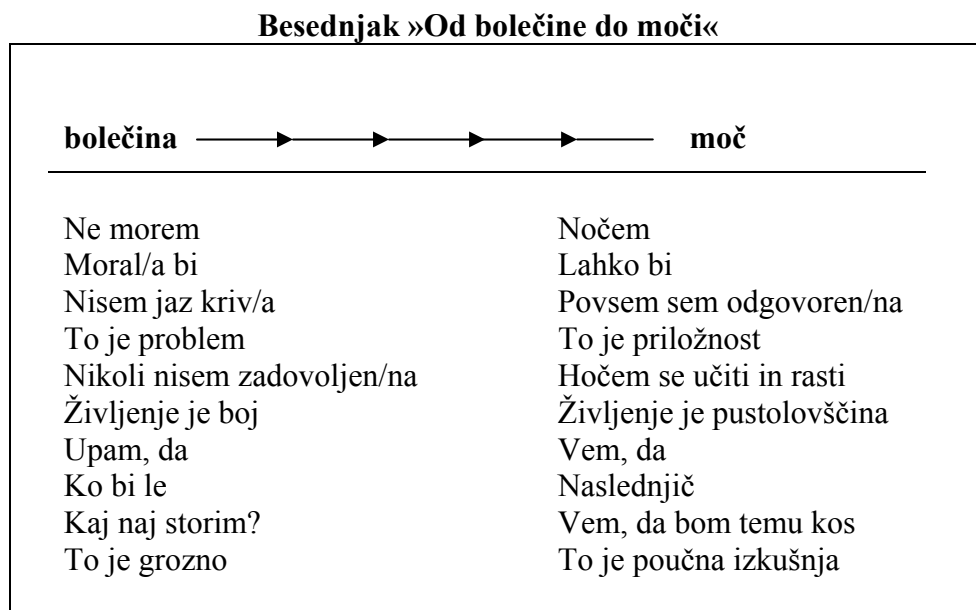 Besednjak »Od bolečine do moči«
bolečina moč
Ne morem Nočem
Moral/a bi Lahko bi
Nisem jaz kriv/a Povsem sem odgovoren/na
To je problem To je priložnost
Nikoli nisem zadovoljen/na Hočem se učiti in rasti
Življenje je boj Življenje je pustolovščina
Upam, da Vem, da
Ko bi le Naslednjič
Kaj naj storim? Vem, da bom temu kos
To je grozno To je poučna izkušnja